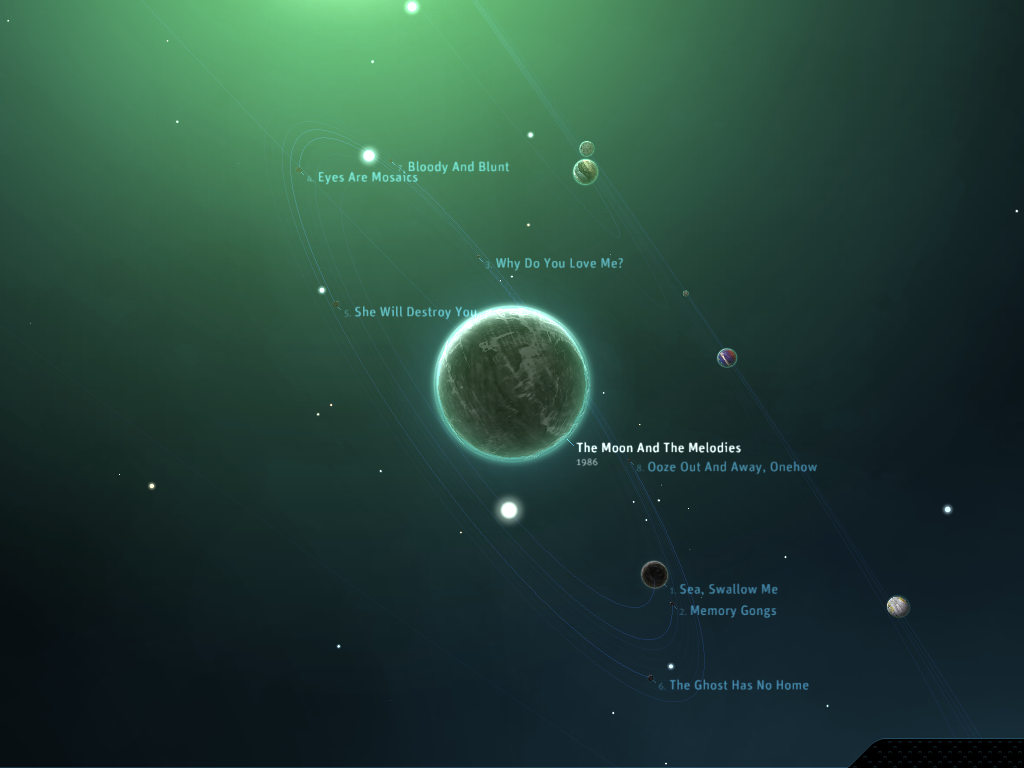 7. Bloody And Blunt
4. Eyes Are Mosaics
3. Why Do You Love Me?
5. She Will Destroy You
The Moon And The Melodies
1986
8. Ooze Out And Away, Onehow
1. Sea, Swallow Me
2. Memory Gongs
6. The Ghost Has No Home